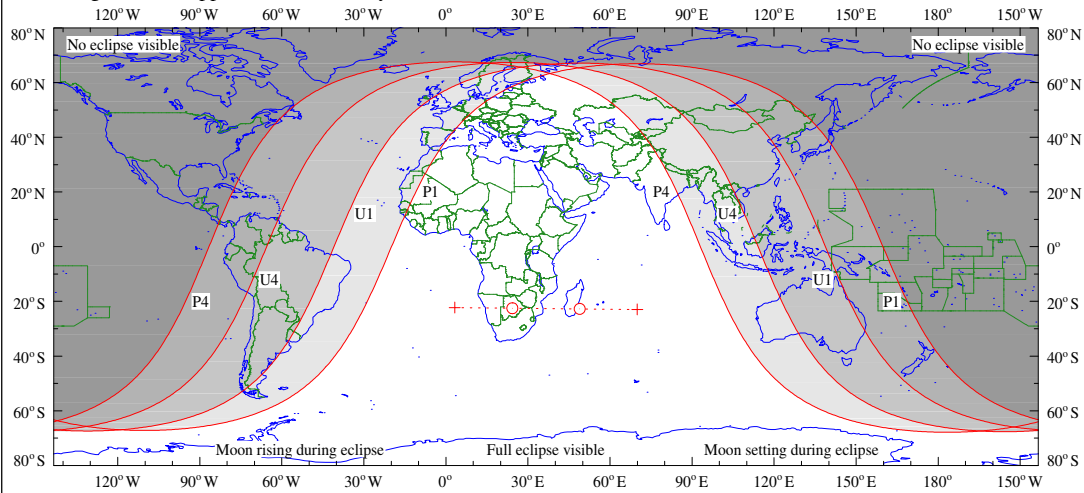 120°W 90°W 60°W 30°W 0° 30°E 60°E 90°E 120°E 150°E 180° 150°W
80°N 80°N
No eclipse visible No eclipse visible
60°N 60°N
40°N 40°N
20°N P1 P4 20°N
U1 U4
0° 0°
U4 U1
20°S P4 P1 20°S
40°S 40°S
60°S 60°S
Moon rising during eclipse Full eclipse visible Moon setting during eclipse
80°S 80°S
120°W 90°W 60°W 30°W 0° 30°E 60°E 90°E 120°E 150°E 180° 150°W